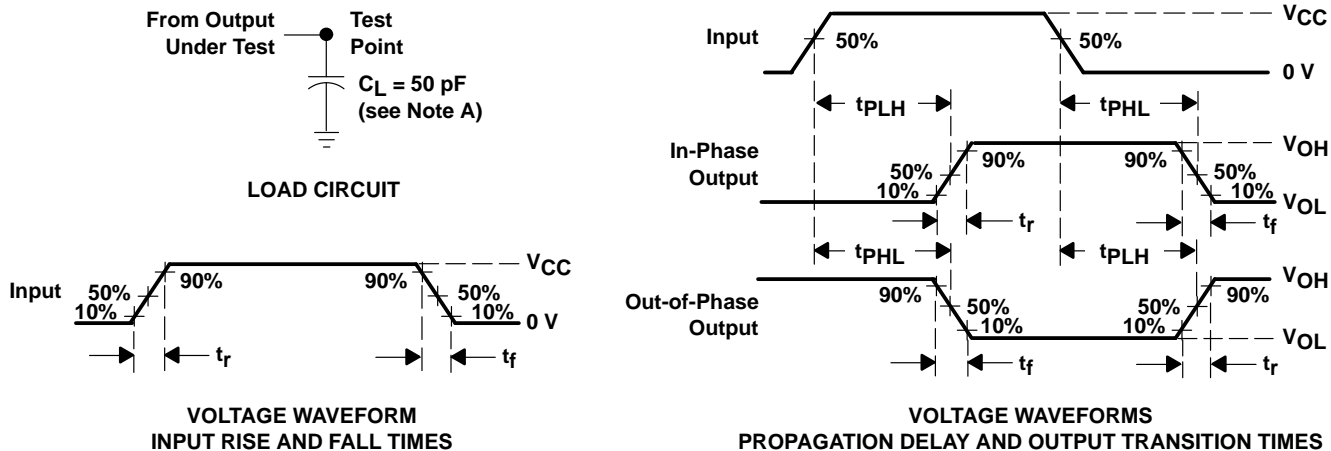 From Output
Under Test
Test
Point
CL = 50 pF
(see Note A)
LOAD CIRCUIT
Input
10%
50%
90%
90%
50%
10%
VCC
0 V
tr
tf
VOLTAGE WAVEFORM
INPUT RISE AND FALL TIMES
Input
50%
50%
VCC
0 V
tPLH
tPHL
In-Phase
Output
10%
50%
90%
90%
50%
10%
VOH
VOL
tr
tf
tPHL
tPLH
Out-of-Phase
Output
90%
50%
10%
10%
50%
90%
VOH
VOL
tf
tr
VOLTAGE WAVEFORMS
PROPAGATION DELAY AND OUTPUT TRANSITION TIMES